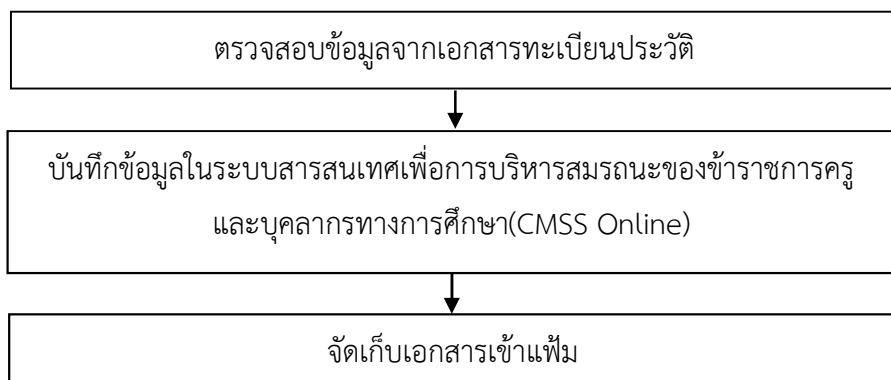 ตรวจสอบข้อมูลจากเอกสารทะเบียนประวัติ
บันทึกข้อมูลในระบบสารสนเทศเพื่อการบริหารสมรถนะของข้าราชการครู
และบุคลากรทางการศึกษา(CMSS Online)
จัดเก็บเอกสารเข้าแฟ้ม